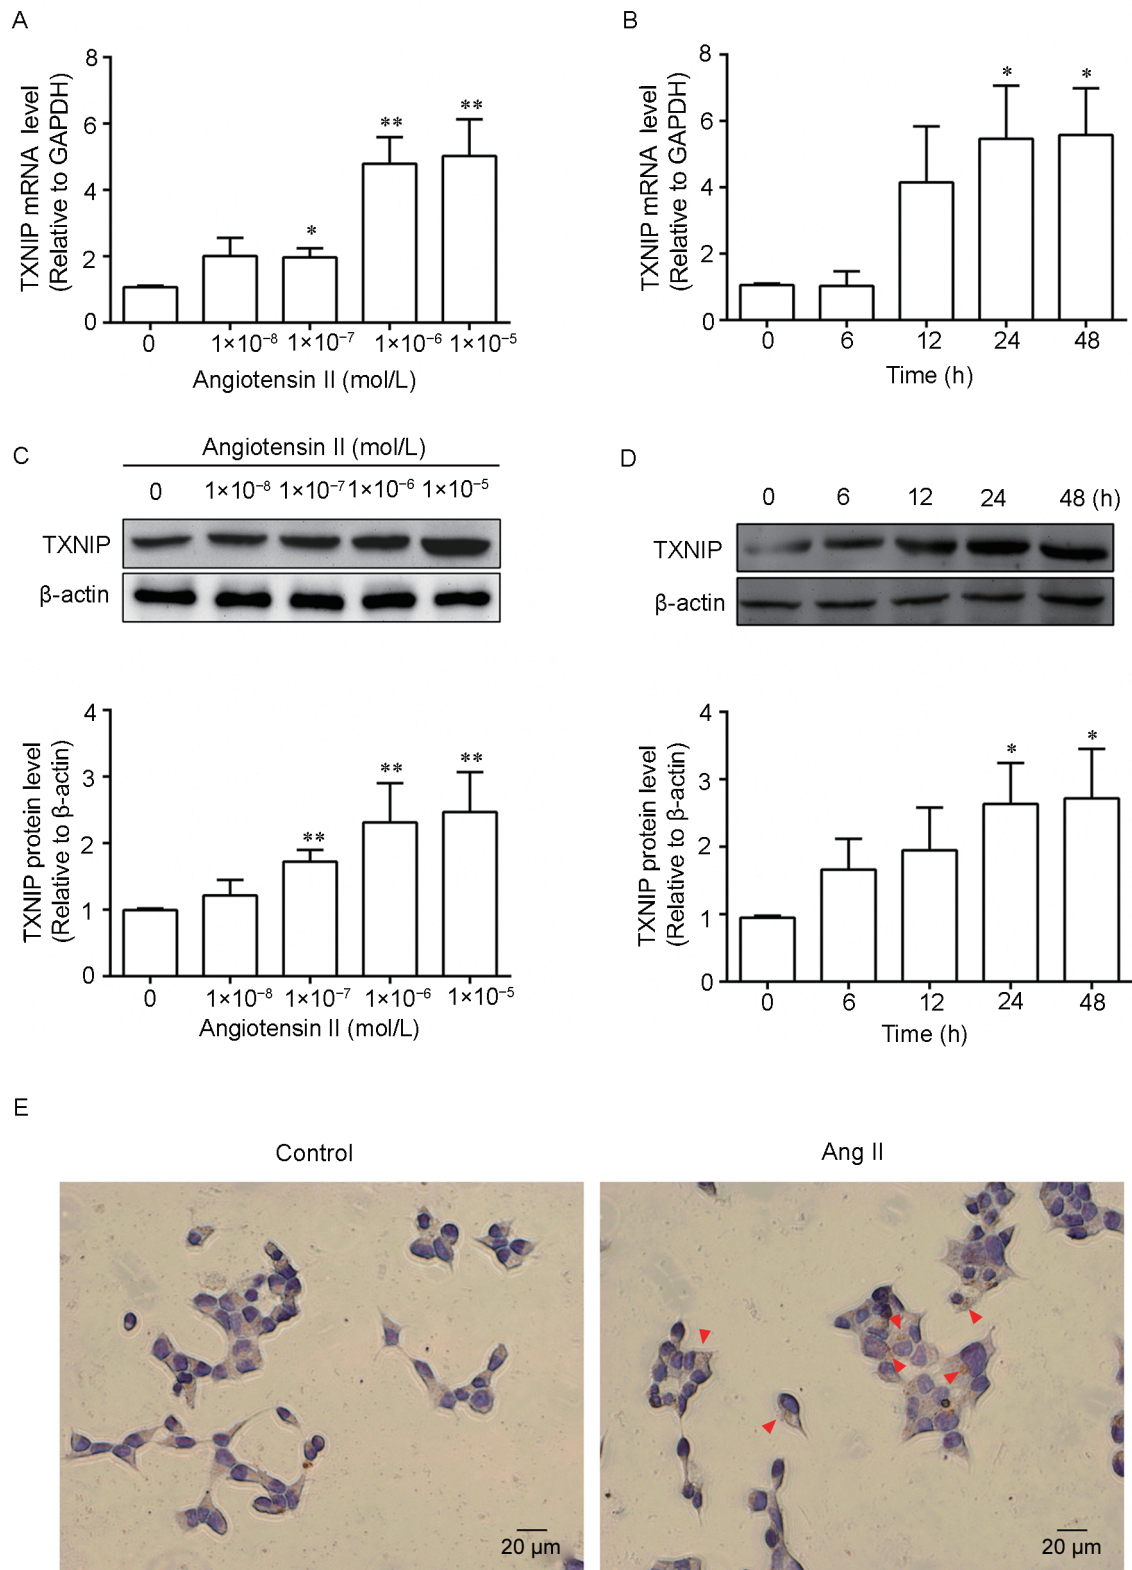 A
8
6
4
2
0
TXNIP mRNA level
(Relative to GAPDH)
*
**
**
0 1×10⁻⁸ 1×10⁻⁷ 1×10⁻⁶ 1×10⁻⁵
Angiotensin II (mol/L)
B
8
6
4
2
0
TXNIP mRNA level
(Relative to GAPDH)
*
*
0 6 12 24 48
Time (h)
C
Angiotensin II (mol/L)
0 1×10⁻⁸ 1×10⁻⁷ 1×10⁻⁶ 1×10⁻⁵
TXNIP
β-actin
4
3
2
1
0
TXNIP protein level
(Relative to β-actin)
**
**
**
0 1×10⁻⁸ 1×10⁻⁷ 1×10⁻⁶ 1×10⁻⁵
Angiotensin II (mol/L)
D
0 6 12 24 48 (h)
TXNIP
β-actin
4
3
2
1
0
TXNIP protein level
(Relative to β-actin)
*
*
0 6 12 24 48
Time (h)
E
Control
Ang II
20 μm
20 μm